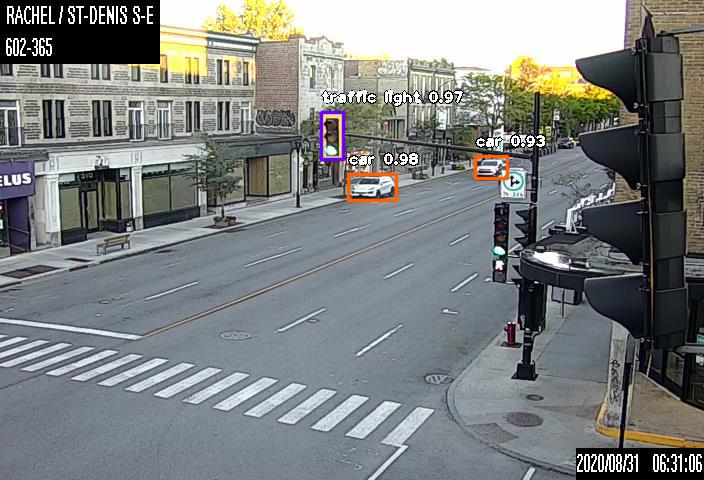 RACHEL / ST-DENIS S-E
602-365
traffic light 0.97
car 0.93
car 0.98
ELUS
310
2020/08/31 06:31:06